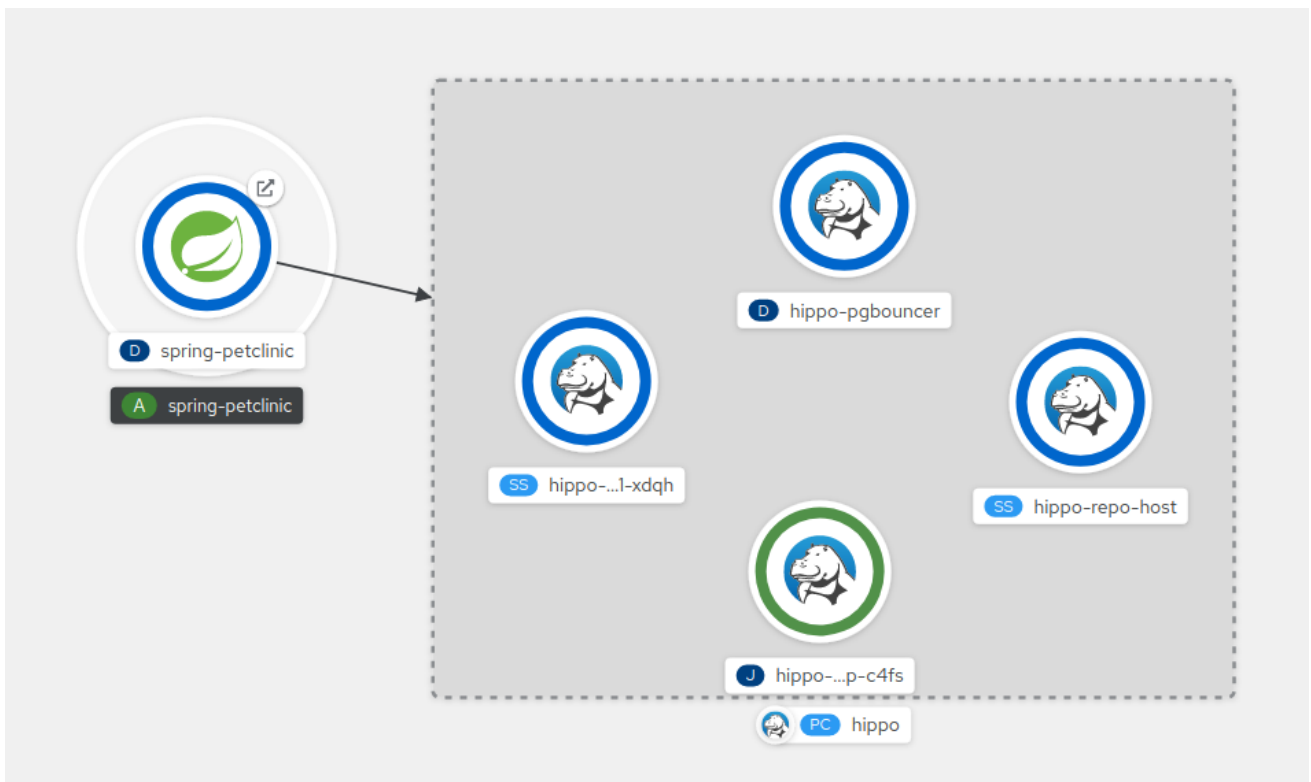 D hippo-pgbouncer
D spring-petclinic
A spring-petclinic
SS hippo-...1-xdqh
SS hippo-repo-host
J hippo-...p-c4fs
PC hippo